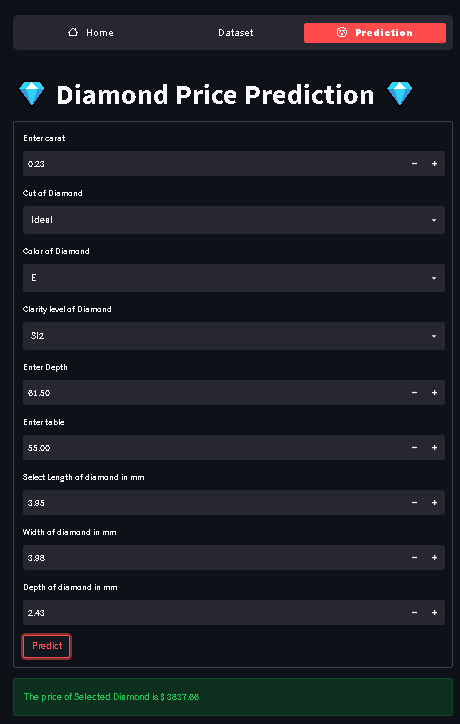 Home Dataset Prediction
Diamond Price Prediction
Enter carat
0.23
Cut of Diamond
Ideal
Color of Diamond
E
Clarity level of Diamond
SI2
Enter Depth
61.50
Enter table
55.00
Select Length of diamond in mm
3.95
Width of diamond in mm
3.98
Depth of diamond in mm
2.43
Predict
The price of Selected Diamond is $ 3837.66